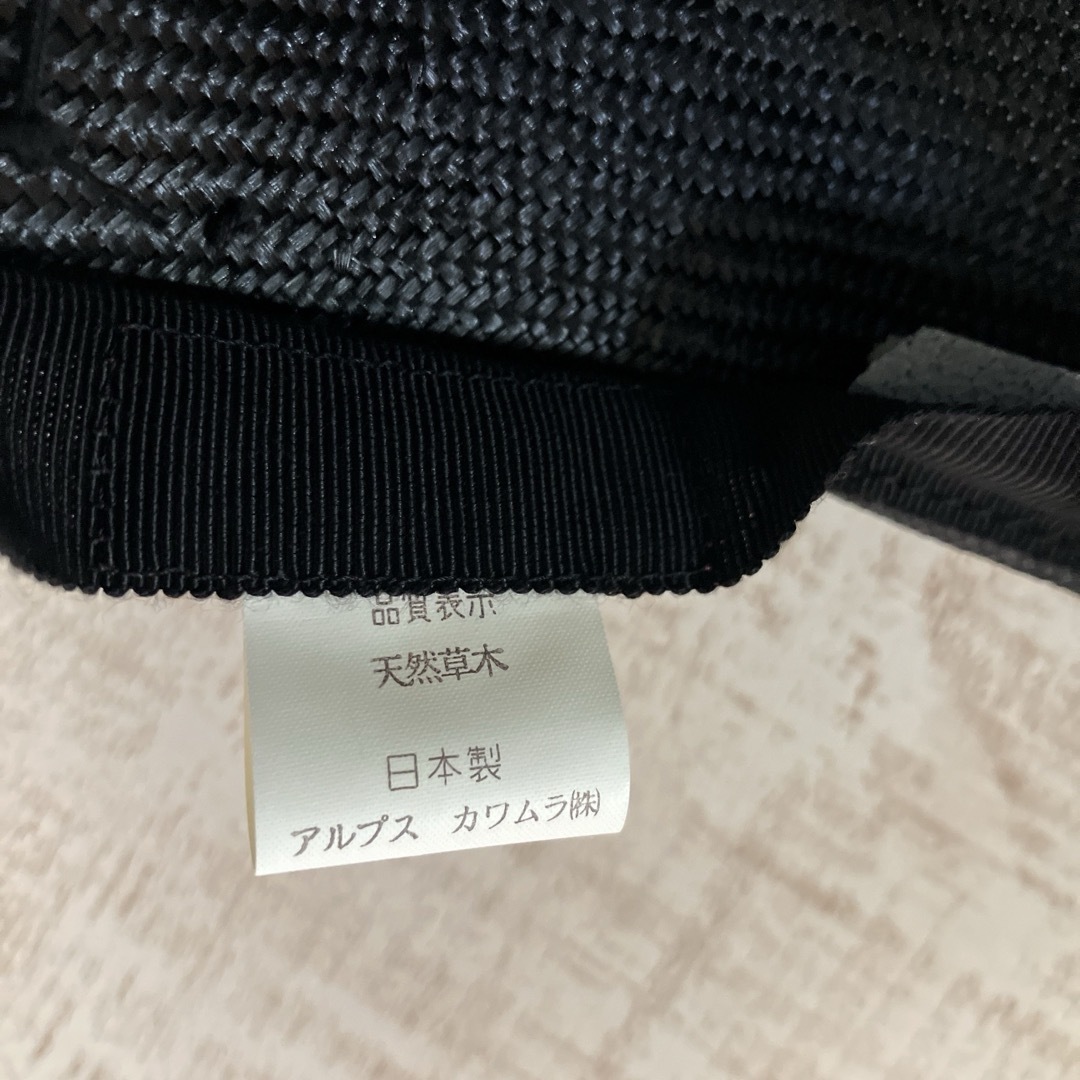 品質表示
天然草木
日本製
アルプス　カワムラ㈱